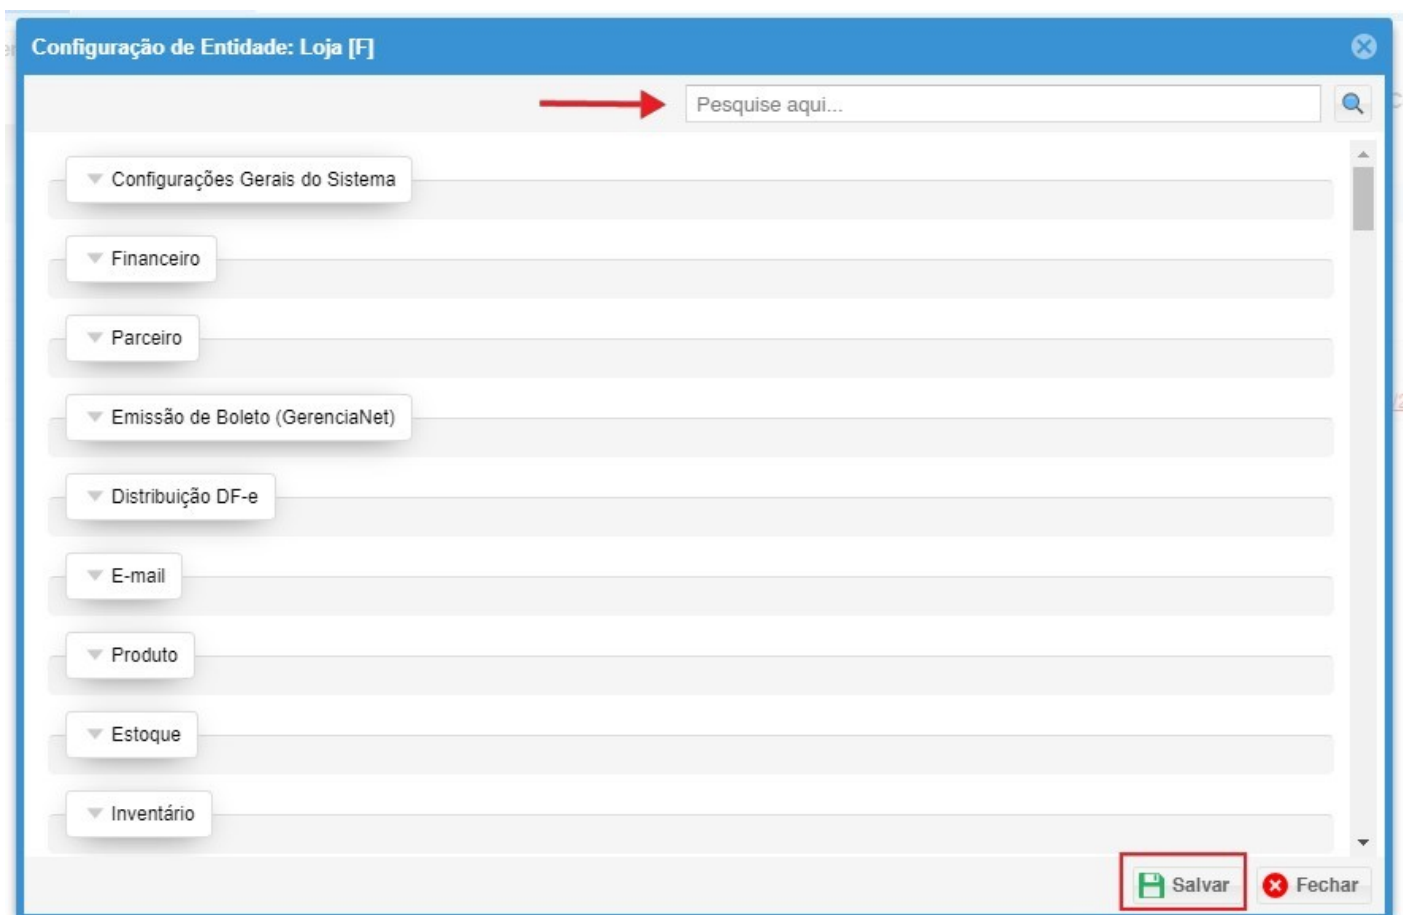 Configuração de Entidade: Loja [F]
Pesquise aqui...
Configurações Gerais do Sistema
Financeiro
Parceiro
Emissão de Boleto (GerenciaNet)
Distribuição DF-e
E-mail
Produto
Estoque
Inventário
Salvar
Fechar